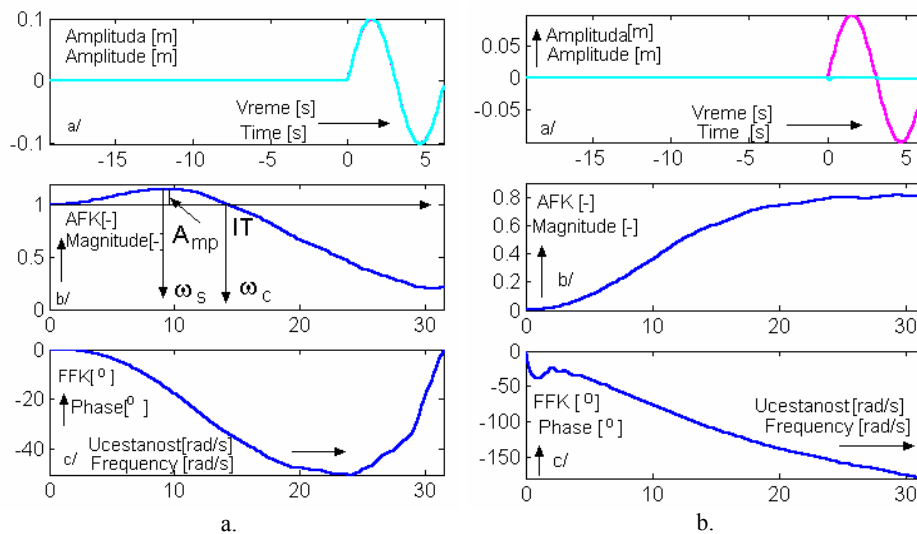 0.1
0
-0.1
Amplituda [m]
Amplitude [m]
Vreme [s]
Time [s]
a/
-15 -10 -5 0 5
1
0.5
0
AFK[-]
Magnitude[-]
A mp
IT
ω s
ω c
b/
0 10 20 30
0
-20
-40
FFK[°]
Phase[° ]
Ucestanost[rad/s]
Frequency [rad/s]
c/
0 10 20 30
a.
0.05
0
-0.05
Amplituda[m]
Amplitude [m]
Vreme [s]
Time [s]
a/
-15 -10 -5 0 5
0.8
0.6
0.4
0.2
0
AFK [-]
Magnitude [-]
b/
0 10 20 30
0
-50
-100
-150
FFK [°]
Phase [°]
Ucestanost[rad/s]
Frequency [rad/s]
c/
0 10 20 30
b.